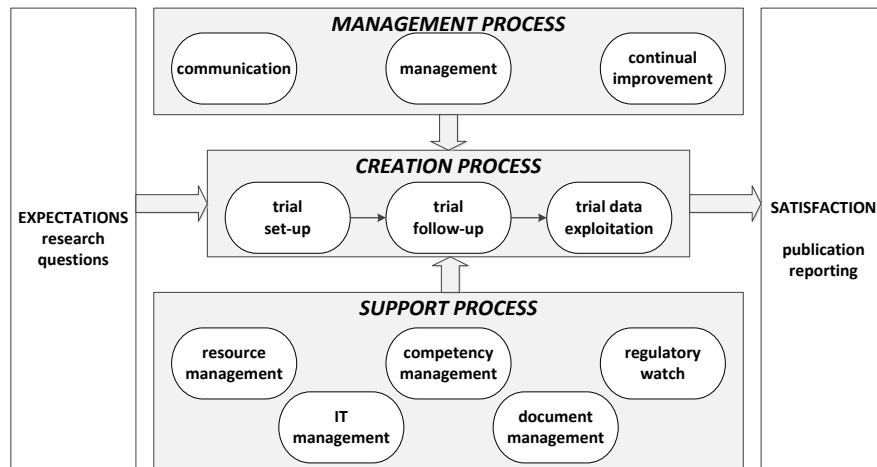 MANAGEMENT PROCESS
communication
management
continual
improvement
CREATION PROCESS
EXPECTATIONS
research
questions
trial
set-up
trial
follow-up
trial data
exploitation
SATISFACTION
publication
reporting
SUPPORT PROCESS
resource
management
competency
management
regulatory
watch
IT
management
document
management